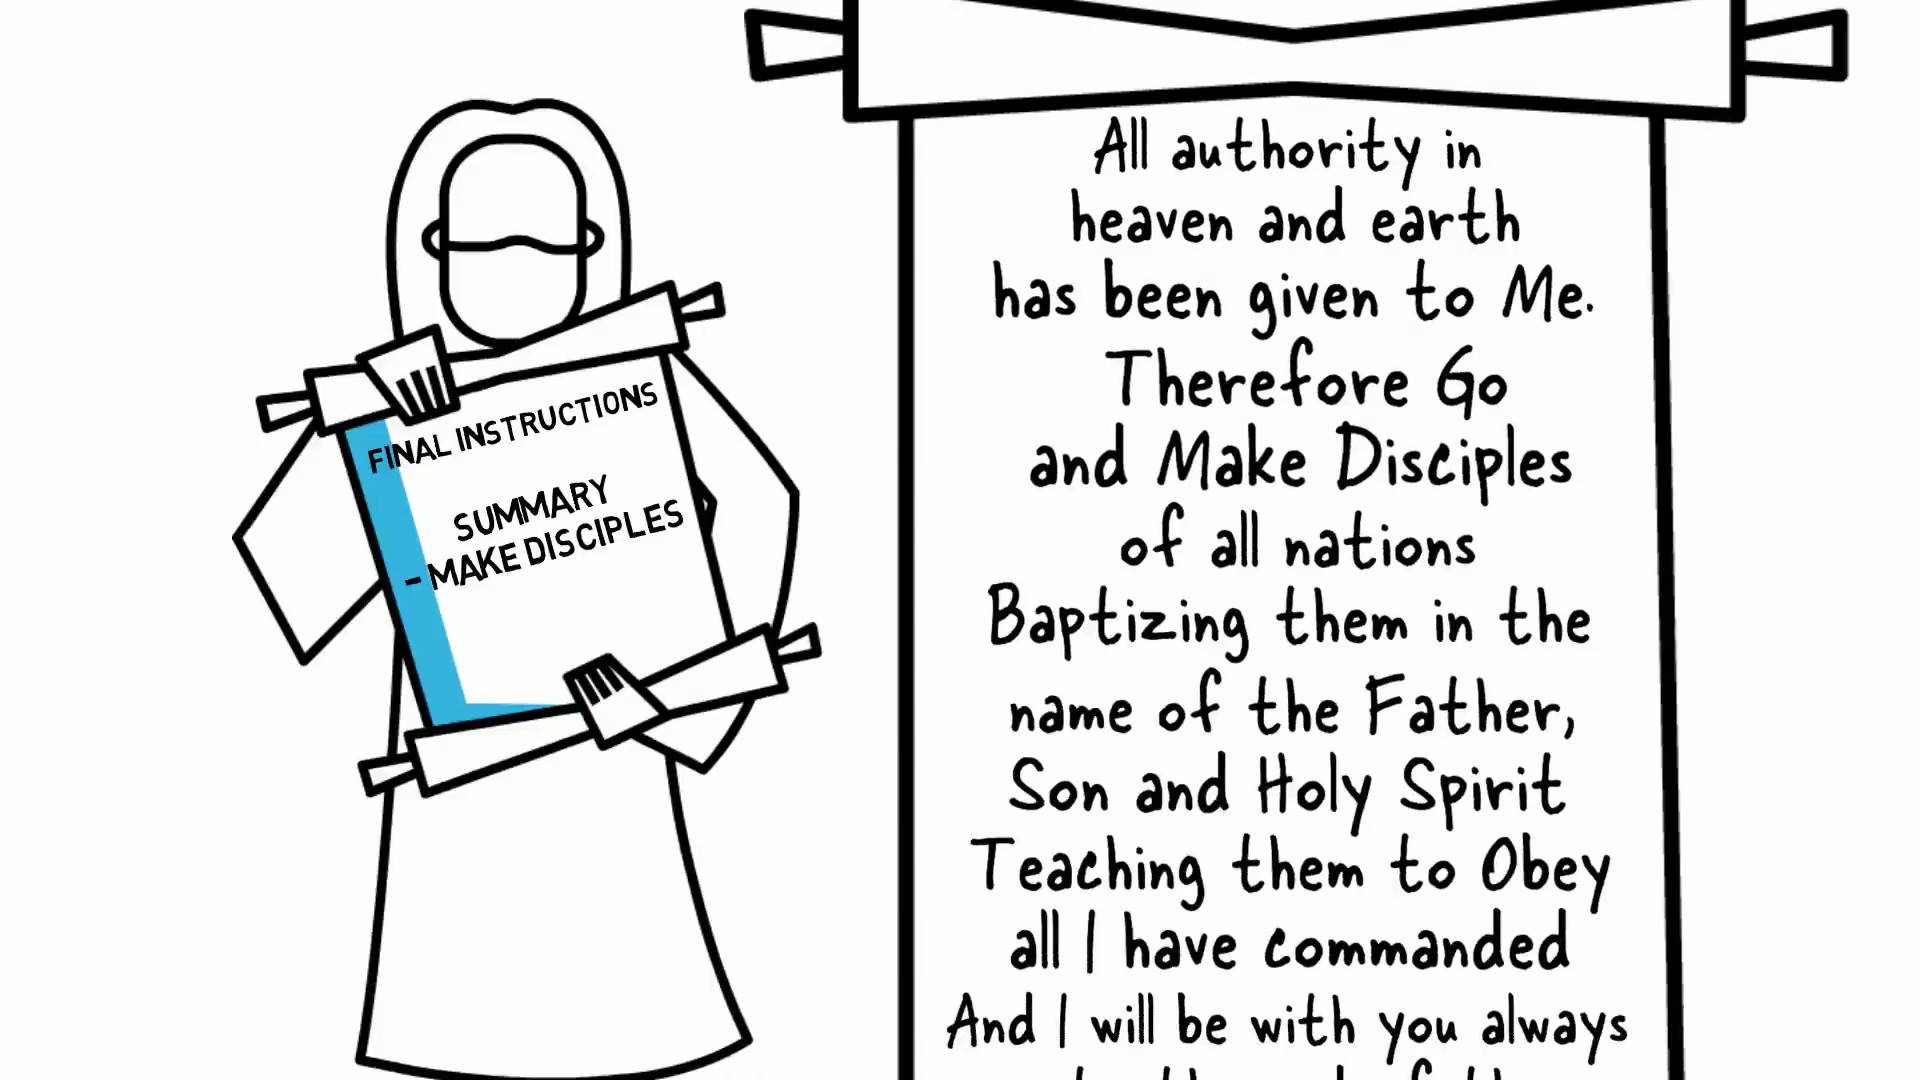 FINAL INSTRUCTIONS
SUMMARY
- MAKE DISCIPLES
All authority in
heaven and earth
has been given to Me.
Therefore Go
and Make Disciples
of all nations
Baptizing them in the
name of the Father,
Son and Holy Spirit
Teaching them to Obey
all I have commanded
And I will be with you always